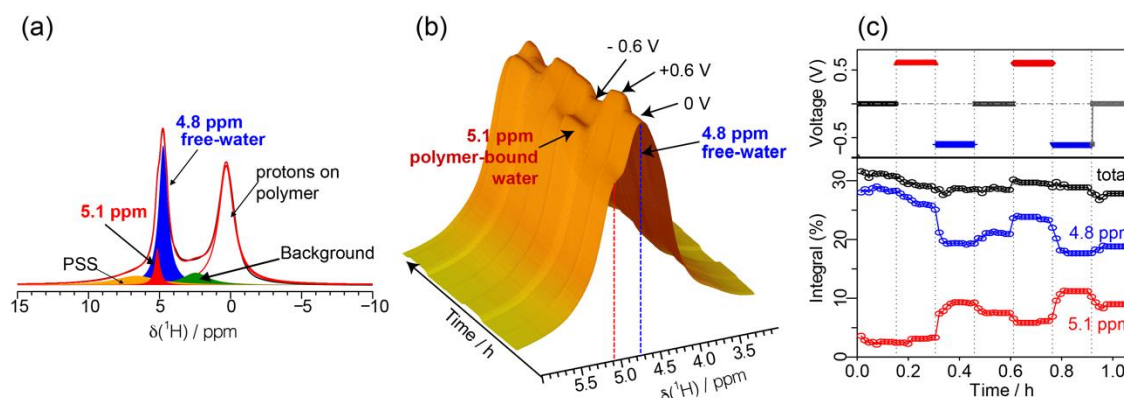 (a)
4.8 ppm
free-water
5.1 ppm
protons on
polymer
PSS
Background
15 10 5 0 -5 -10
δ(¹H) / ppm
(b)
- 0.6 V
+0.6 V
0 V
5.1 ppm
polymer-bound
water
4.8 ppm
free-water
Time / h
5.5 5.0 4.5 4.0 3.5
δ(¹H) / ppm
(c)
Voltage (V)
0.5
-0.5
Integral (%)
30
20
10
0
total
4.8 ppm
5.1 ppm
0.0 0.2 0.4 0.6 0.8 1.0
Time / h